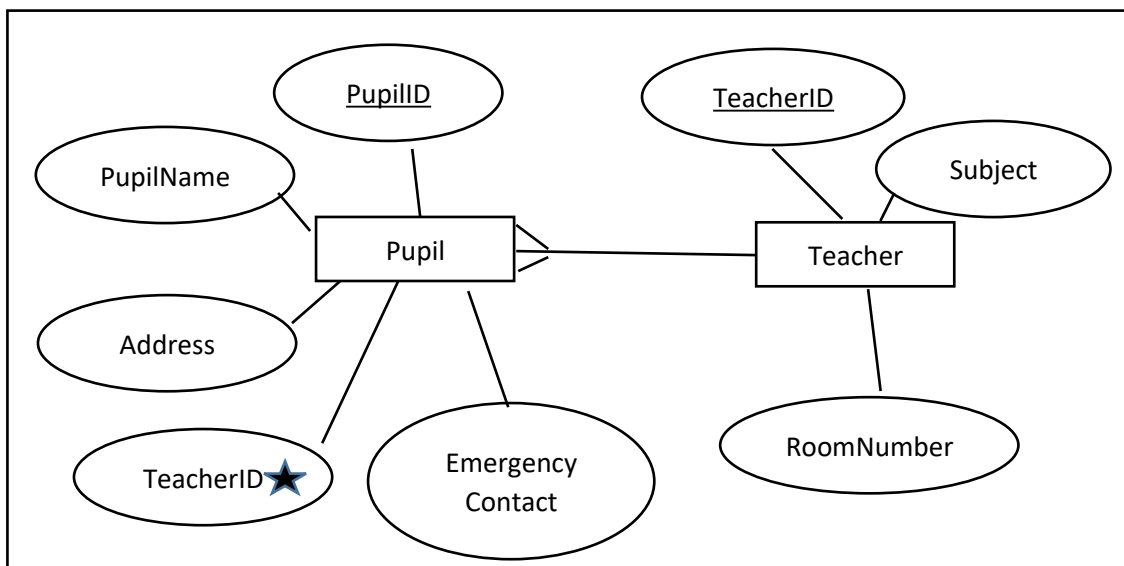 PupilID
TeacherID
PupilName
Subject
Pupil
Teacher
Address
RoomNumber
TeacherID
Emergency
Contact